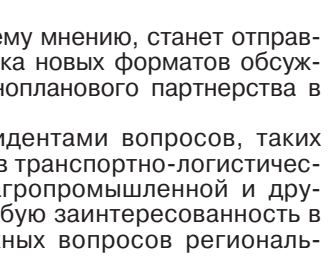 ему мнению, станет отправ-
ка новых форматов обсуж-
нопланового партнерства в
идентами вопросов, таких
в транспортно-логистичес-
агропромышленной и дру-
бую заинтересованность в
ных вопросов региональ-